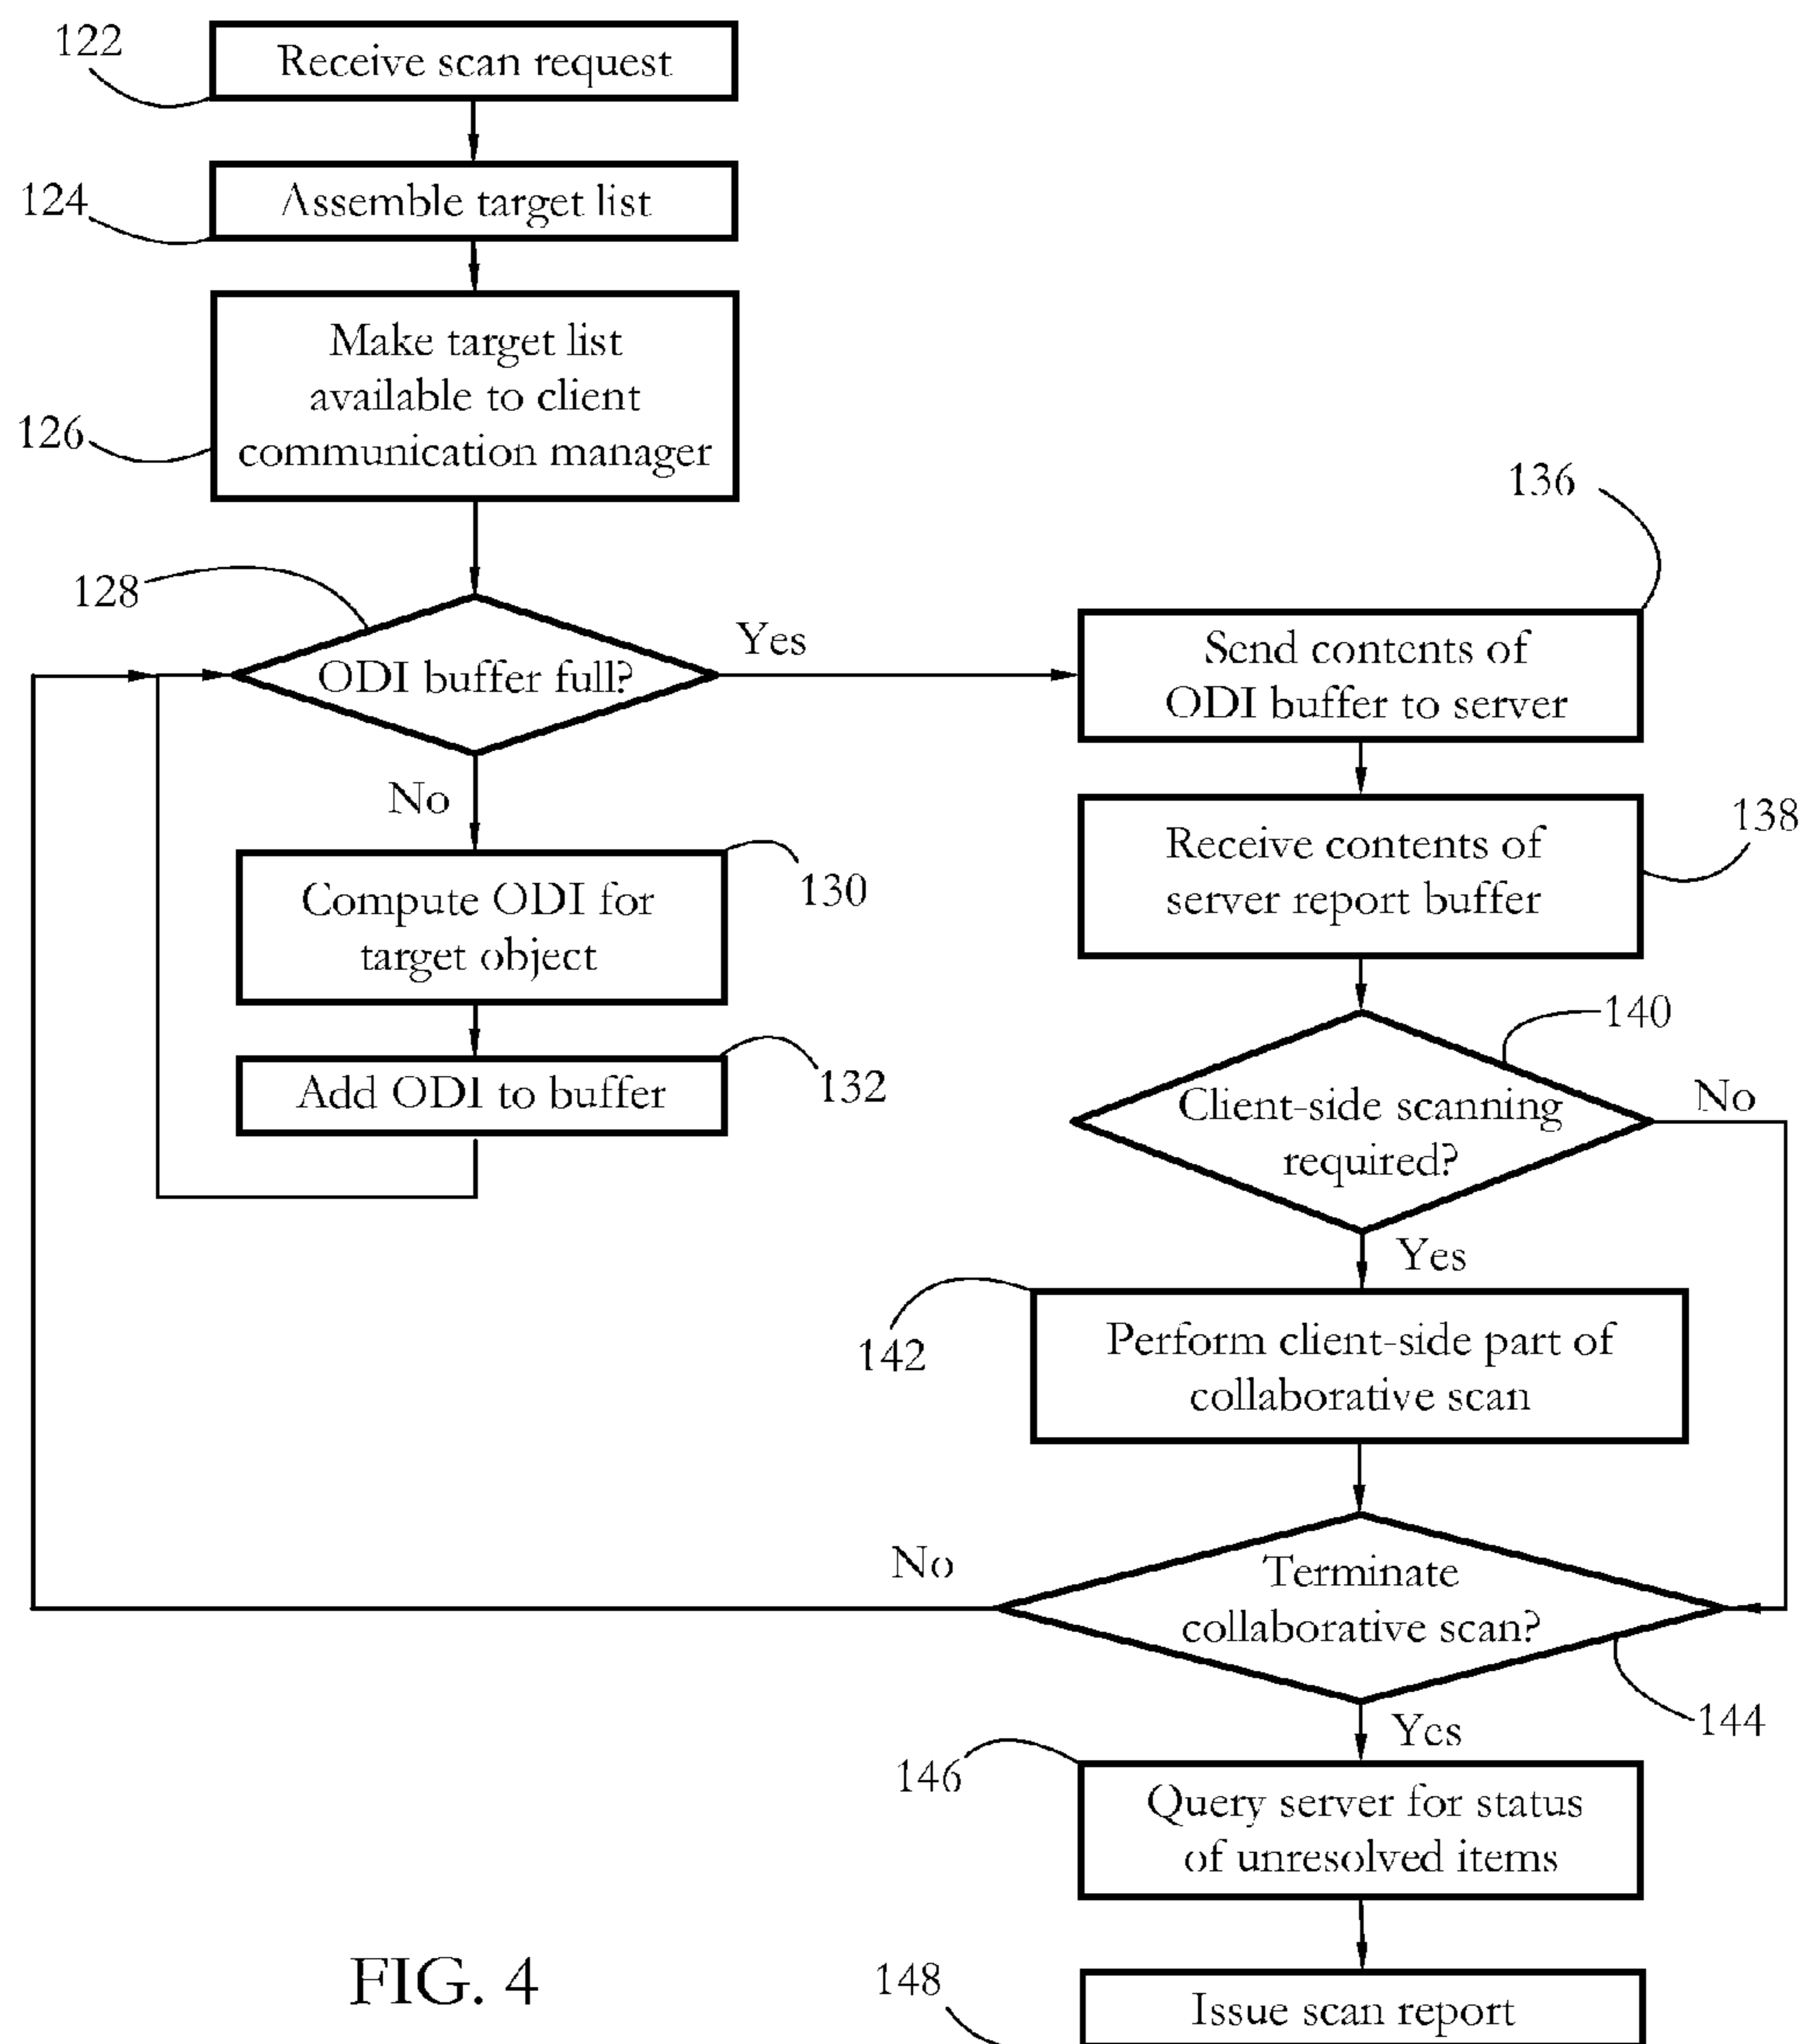 122
Receive scan request
124
Assemble target list
126
Make target list
available to client
communication manager
128
ODI buffer full?
Yes
No
130
Compute ODI for
target object
132
Add ODI to buffer
136
Send contents of
ODI buffer to server
138
Receive contents of
server report buffer
140
Client-side scanning
required?
No
Yes
142
Perform client-side part of
collaborative scan
No
Terminate
collaborative scan?
144
Yes
146
Query server for status
of unresolved items
148
Issue scan report
FIG. 4